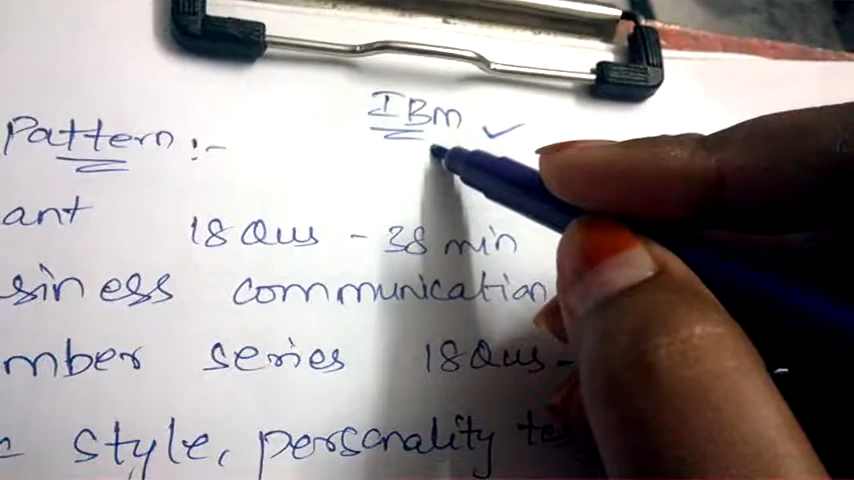 IBM ✓
Pattern :-
ant 18 Qus - 38 min
siness communication
mber series 18 Qus-
style, personality te